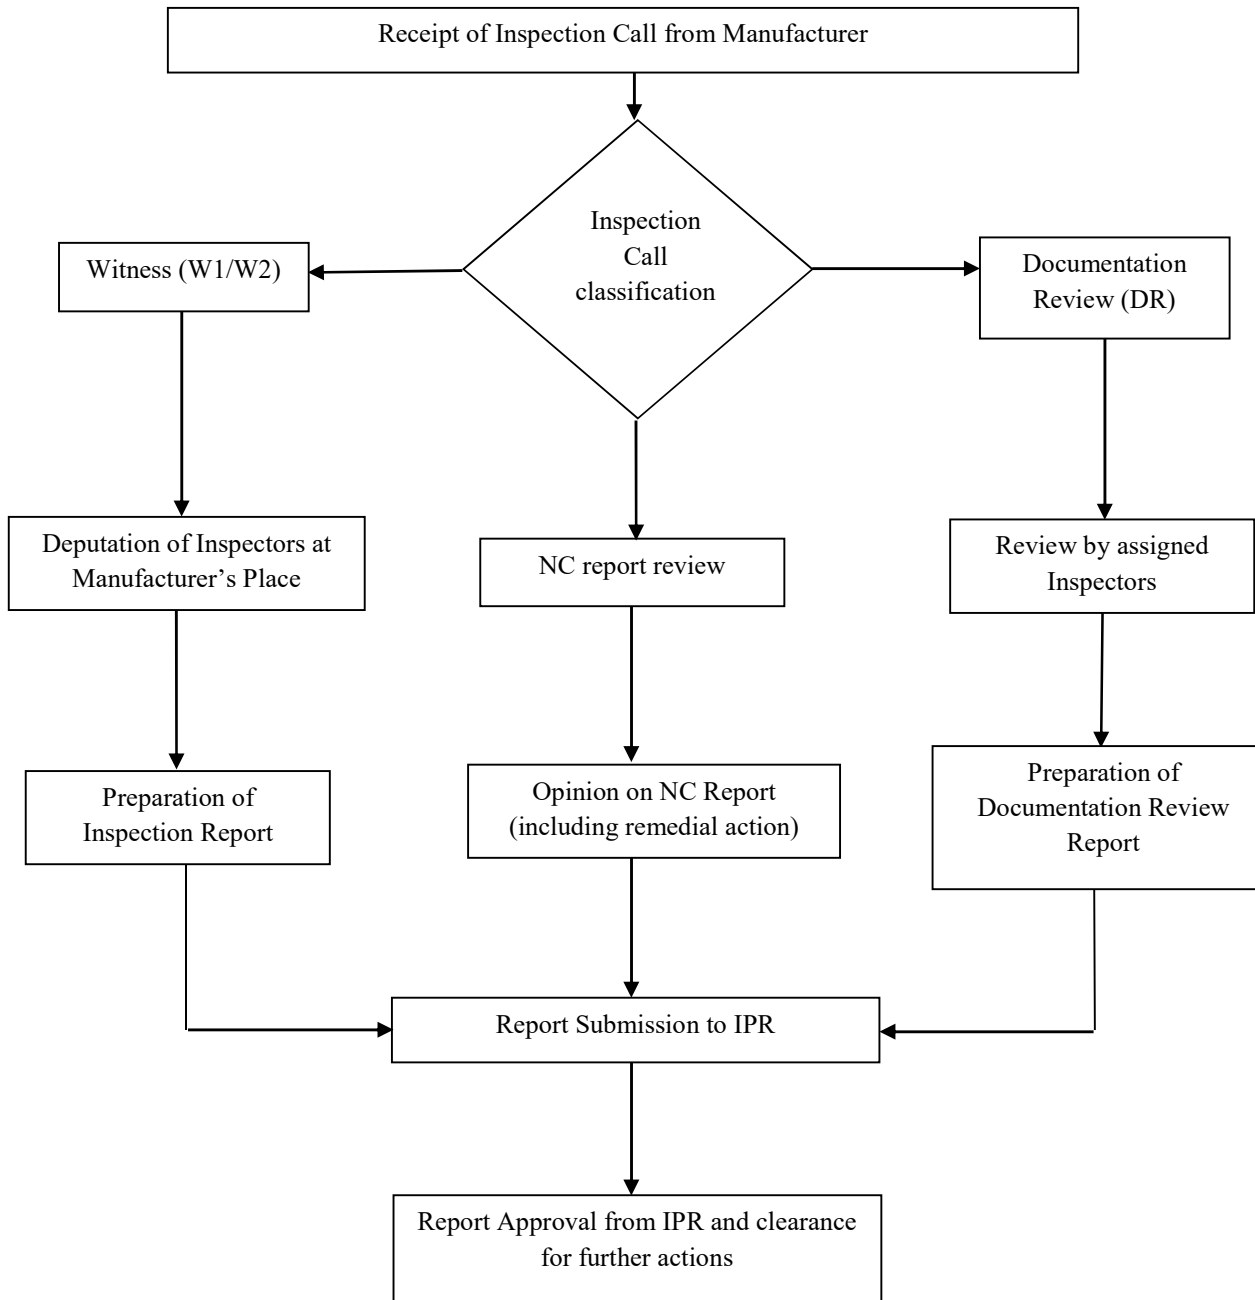 Receipt of Inspection Call from Manufacturer
Inspection
Call
classification
Witness (W1/W2)
Documentation
Review (DR)
Deputation of Inspectors at
Manufacturer’s Place
NC report review
Review by assigned
Inspectors
Preparation of
Inspection Report
Opinion on NC Report
(including remedial action)
Preparation of
Documentation Review
Report
Report Submission to IPR
Report Approval from IPR and clearance
for further actions